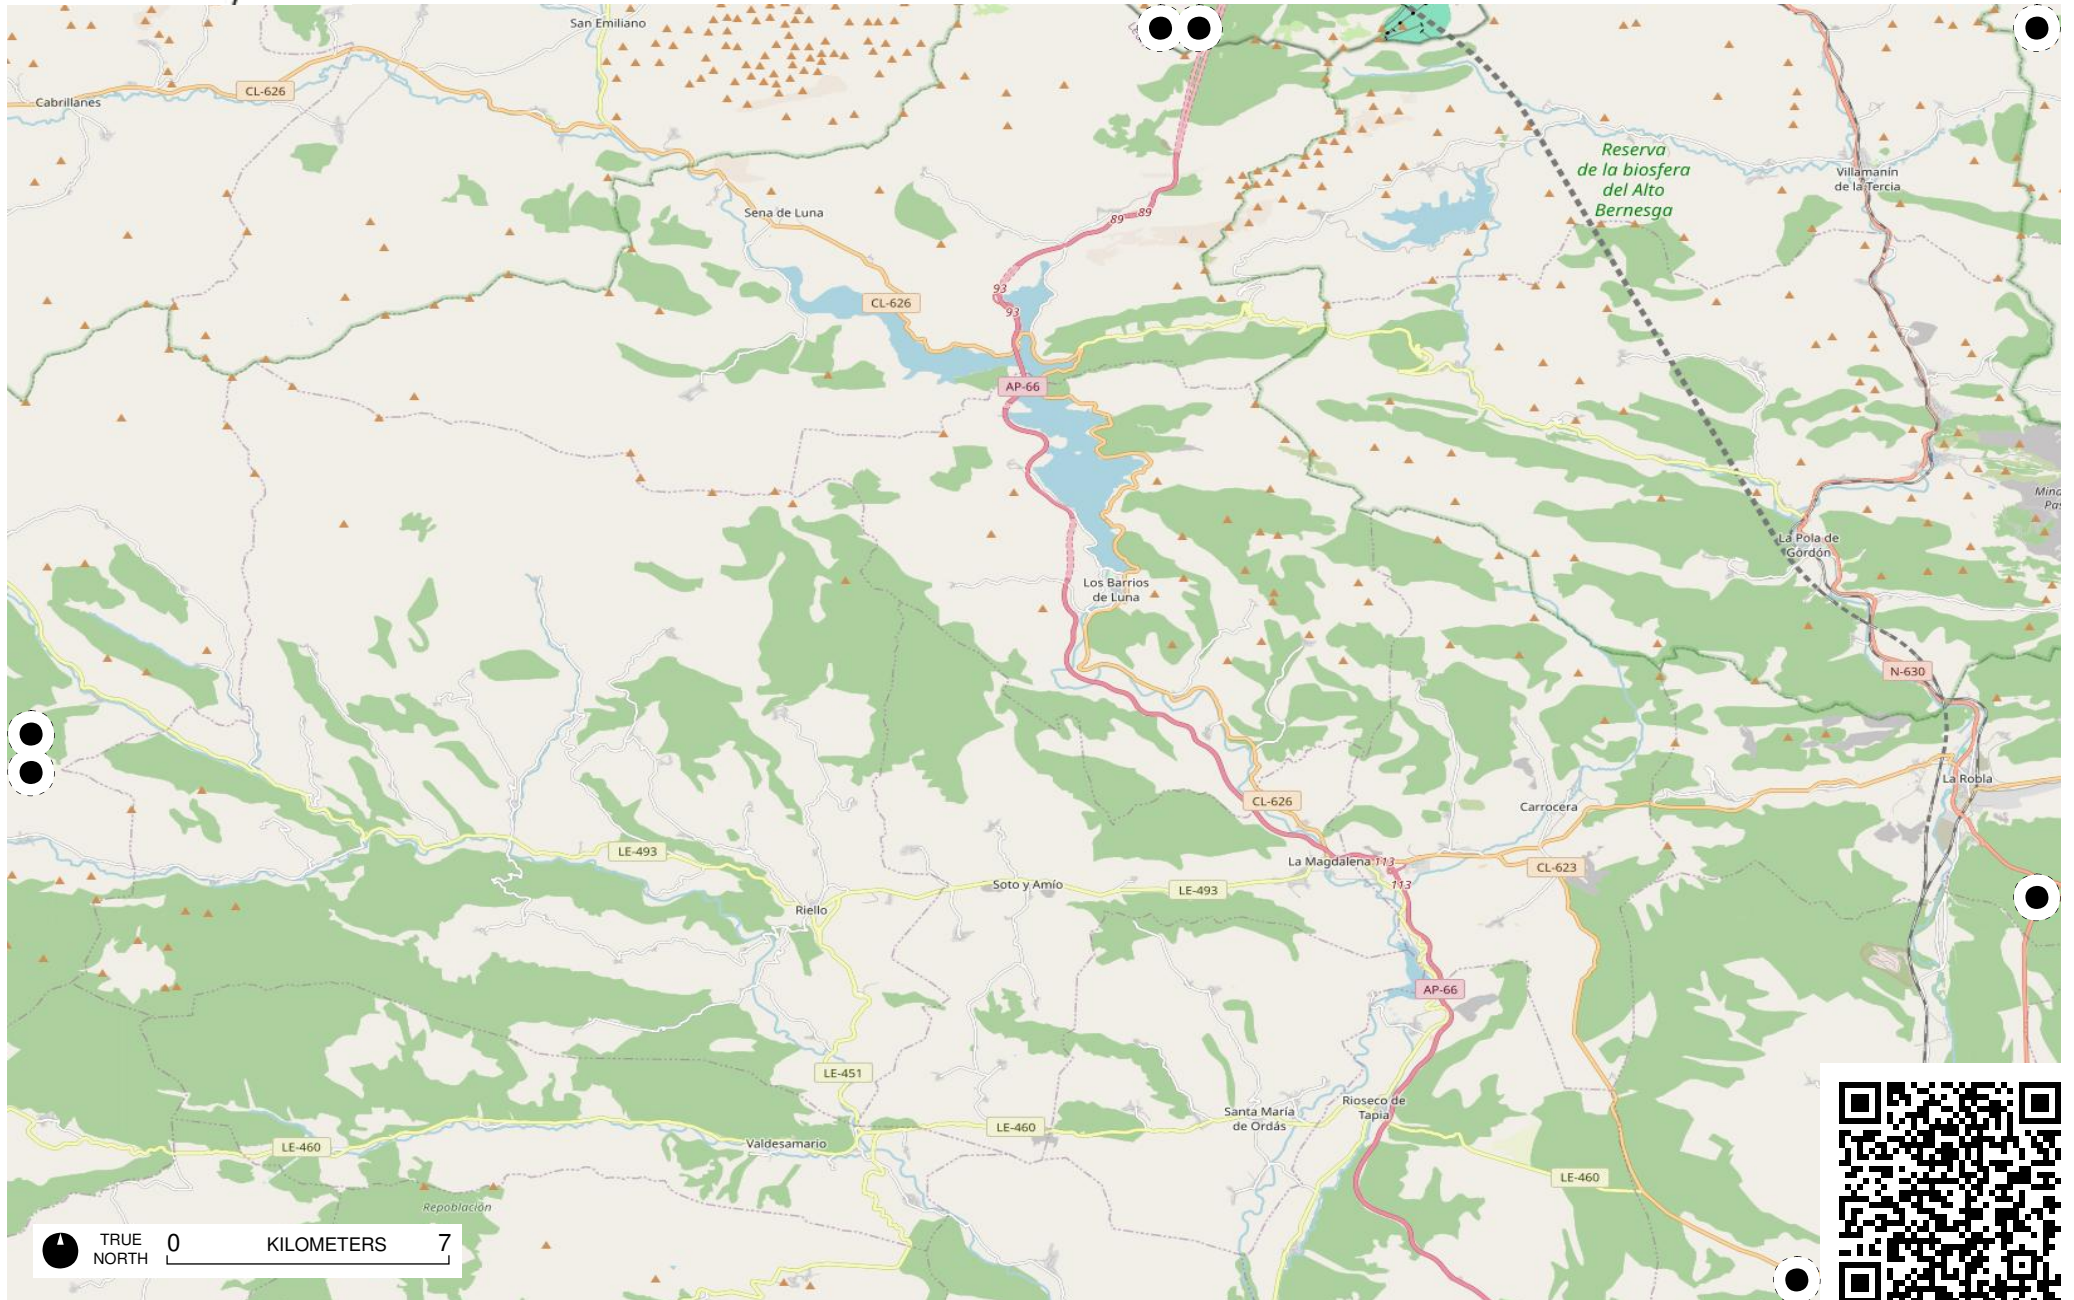 San Emiliano
CL-626
Cabrillanes
Reserva
de la biosfera
del Alto
Bernesga
Villamanín
de la Tercia
Sena de Luna
89
89
93
93
CL-626
AP-66
Mina
La Pola de
Gordón
Los Barrios
de Luna
N-630
La Robla
CL-626
Carrocera
LE-493
La Magdalena
113
113
CL-623
Soto y Amío
LE-493
Riello
AP-66
LE-451
Rioseco de
Tapia
Santa María
de Ordás
LE-460
LE-460
Valdesamario
LE-460
Repoblación
TRUE
NORTH
0
KILOMETERS
7